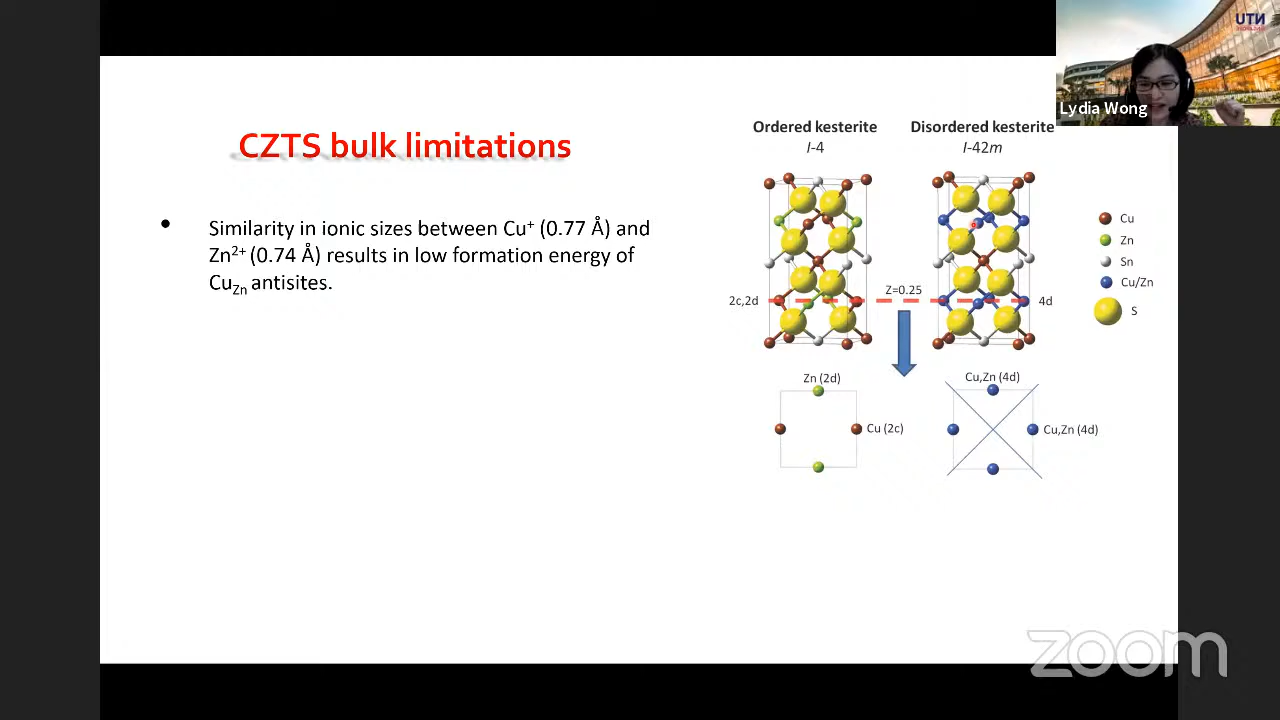 CZTS bulk limitations
• Similarity in ionic sizes between Cu⁺ (0.77 Å) and
Zn²⁺ (0.74 Å) results in low formation energy of
Cu_Zn antisites.
Ordered kesterite
I-4
Disordered kesterite
I-42m
2c,2d
Z=0.25
4d
Cu
Zn
Sn
Cu/Zn
S
Zn (2d)
Cu (2c)
Cu,Zn (4d)
Cu,Zn (4d)
Lydia Wong
zoom